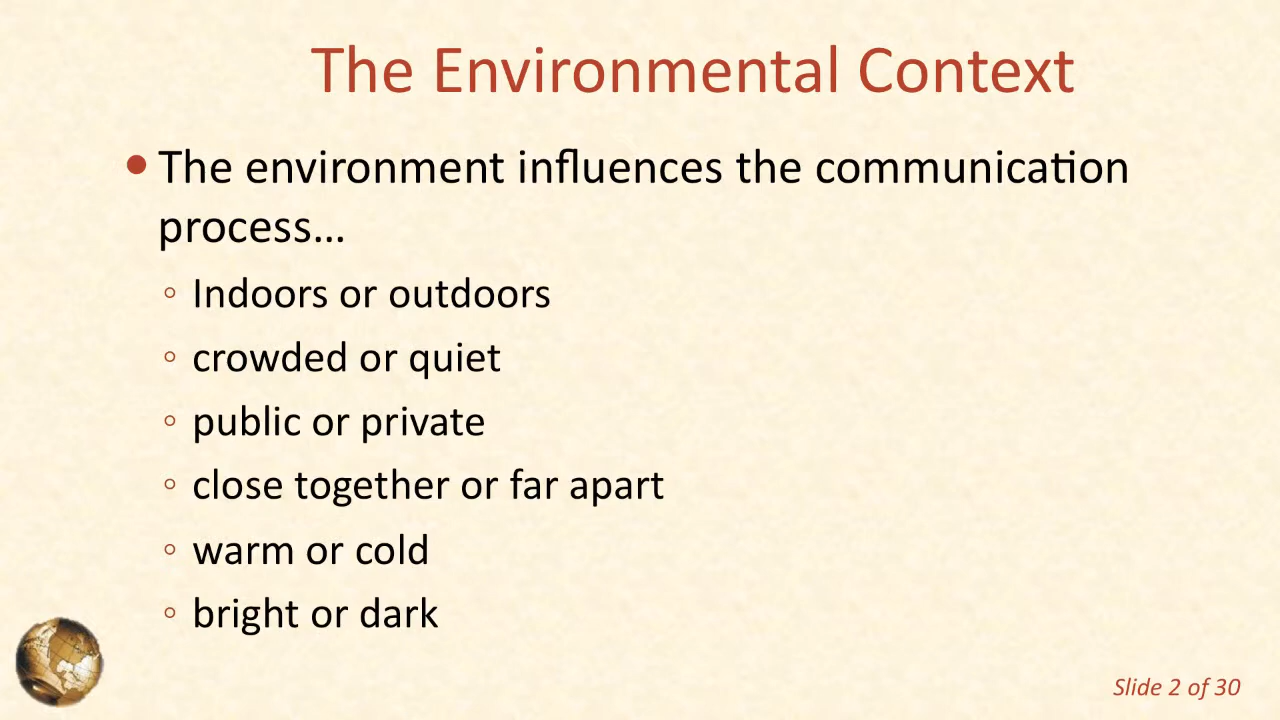 The Environmental Context
• The environment influences the communication
process…
◦ Indoors or outdoors
◦ crowded or quiet
◦ public or private
◦ close together or far apart
◦ warm or cold
◦ bright or dark
Slide 2 of 30